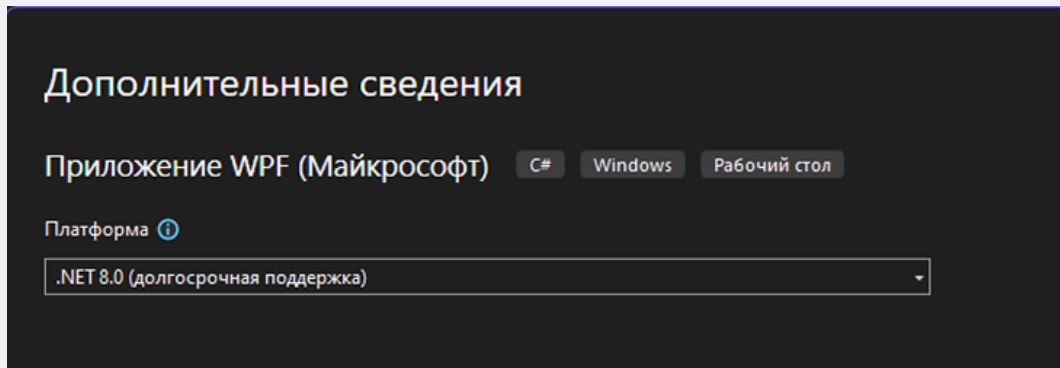 Дополнительные сведения
Приложение WPF (Майкрософт) C# Windows Рабочий стол
Платформа
.NET 8.0 (долгосрочная поддержка)